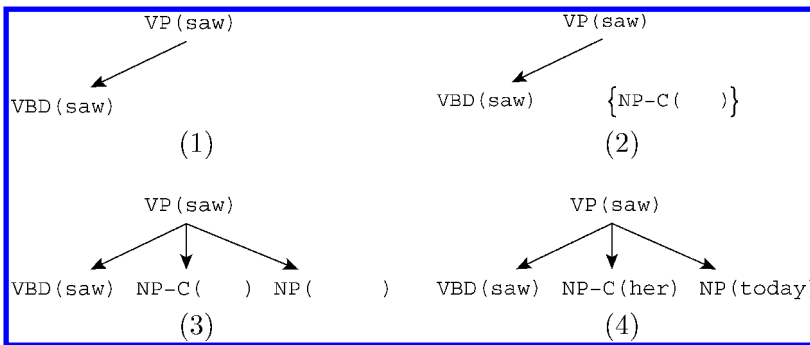 VP(saw)
VBD(saw)
(1)
VP(saw)
VBD(saw) {NP-C( )}
(2)
VP(saw)
VBD(saw) NP-C( ) NP( )
(3)
VP(saw)
VBD(saw) NP-C(her) NP(today)
(4)